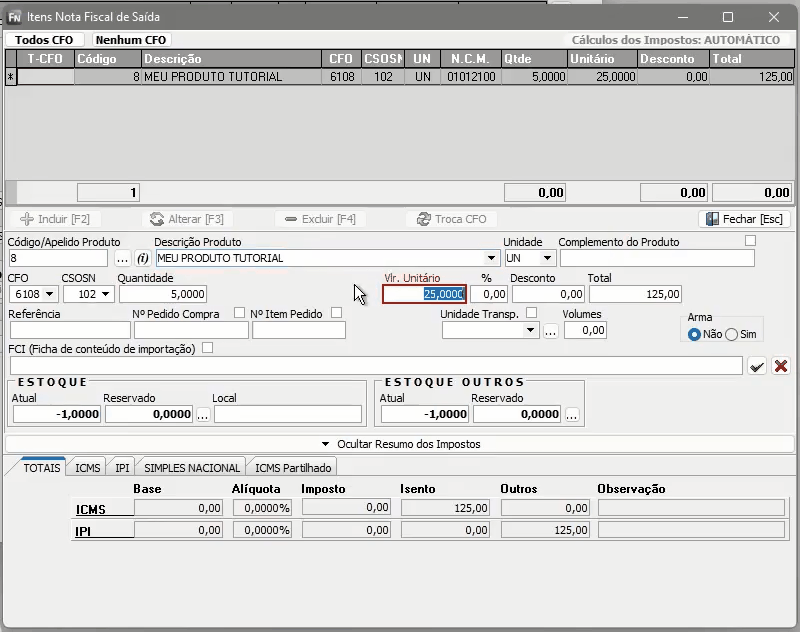 FN Itens Nota Fiscal de Saída
Todos CFO Nenhum CFO Cálculos dos Impostos: AUTOMÁTICO
T-CFO Código Descrição CFO CSOSN UN N.C.M. Qtde Unitário Desconto Total
* 8 MEU PRODUTO TUTORIAL 6108 102 UN 01012100 5,0000 25,0000 0,00 125,00
1 0,00 0,00 0,00
Incluir [F2] Alterar [F3] Excluir [F4] Troca CFO Fechar [Esc]
Código/Apelido Produto Descrição Produto Unidade Complemento do Produto
8 ... (i) MEU PRODUTO TUTORIAL UN
CFO CSOSN Quantidade Vlr. Unitário % Desconto Total
6108 102 5,0000 25,0000 0,00 0,00 125,00
Referência Nº Pedido Compra Nº Item Pedido Unidade Transp. Volumes Arma
... 0,00 Não Sim
FCI (Ficha de conteúdo de importação)
ESTOQUE ESTOQUE OUTROS
Atual Reservado Local Atual Reservado
-1,0000 0,0000 ... -1,0000 0,0000 ...
Ocultar Resumo dos Impostos
TOTAIS ICMS IPI SIMPLES NACIONAL ICMS Partilhado
Base Alíquota Imposto Isento Outros Observação
ICMS 0,00 0,0000% 0,00 125,00 0,00
IPI 0,00 0,0000% 0,00 0,00 125,00